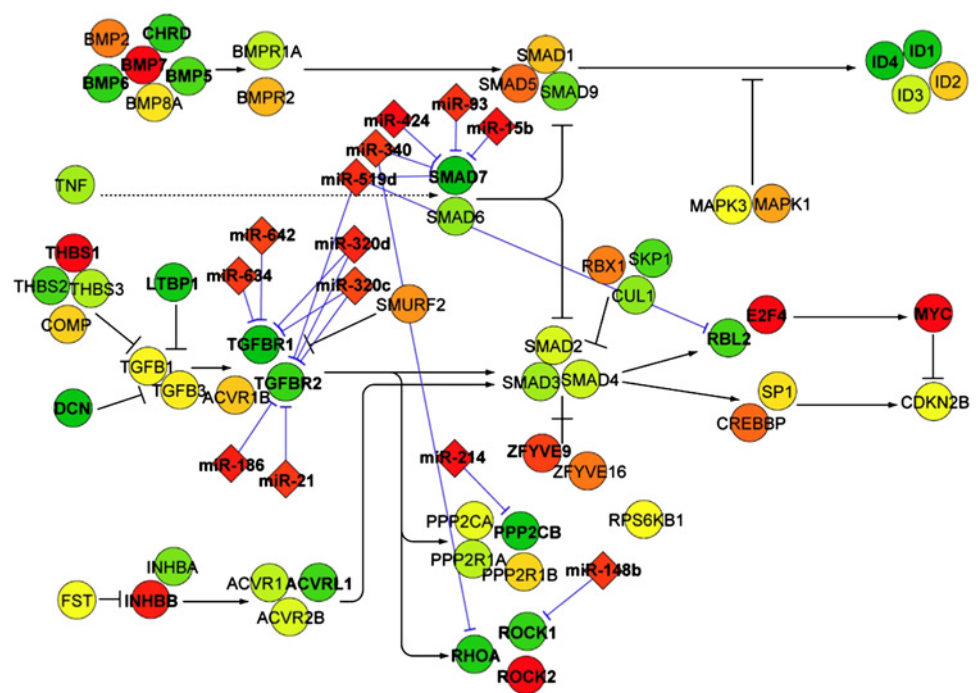 BMP2
CHRD
BMP7
BMP6
BMP5
BMP8A
BMPR1A
BMPR2
SMAD1
SMAD5
SMAD9
ID4
ID1
ID3
ID2
miR-424
miR-93
miR-15b
miR-340
miR-519d
SMAD7
SMAD6
TNF
MAPK3
MAPK1
miR-642
miR-320d
miR-634
miR-320c
THBS1
THBS2
THBS3
COMP
LTBP1
SMURF2
RBX1
SKP1
CUL1
TGFBR1
TGFBR2
ACVR1B
TGFB1
TGFB3
DCN
SMAD2
SMAD3
SMAD4
E2F4
RBL2
MYC
SP1
CREBBP
CDKN2B
miR-186
miR-21
miR-214
ZFYVE9
ZFYVE16
PPP2CA
PPP2CB
PPP2R1A
PPP2R1B
RPS6KB1
miR-148b
INHBA
FST
INHBB
ACVR1
ACVRL1
ACVR2B
ROCK1
RHOA
ROCK2